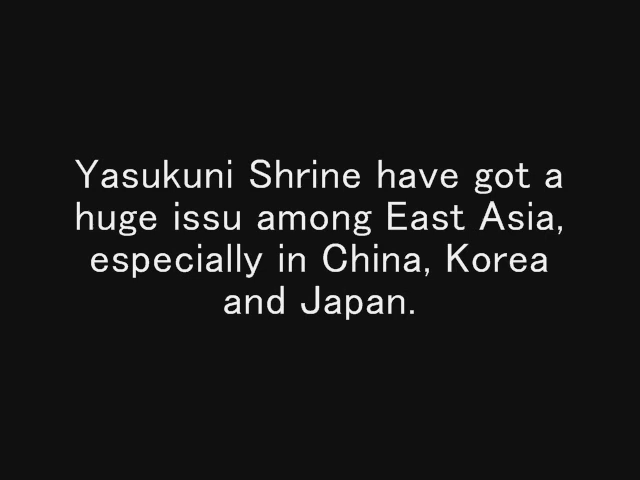 Yasukuni Shrine have got a
huge issu among East Asia,
especially in China, Korea
and Japan.